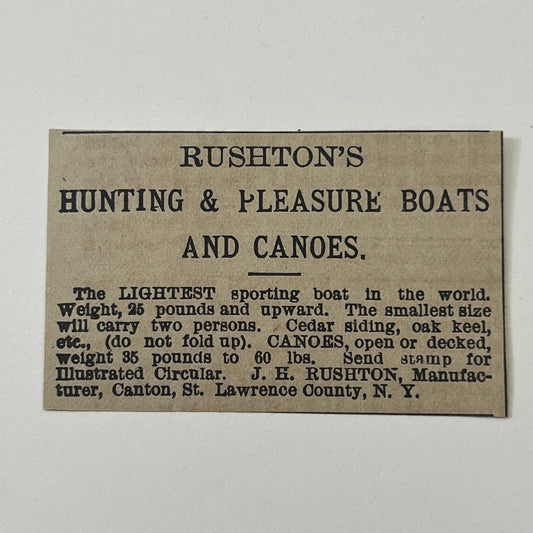 RUSHTON'S
HUNTING & PLEASURE BOATS
AND CANOES.
The LIGHTEST sporting boat in the world.
Weight, 25 pounds and upward. The smallest size
will carry two persons. Cedar siding, oak keel,
etc., (do not fold up). CANOES, open or decked,
weight 35 pounds to 60 lbs. Send stamp for
Illustrated Circular. J. H. RUSHTON, Manufac-
turer, Canton, St. Lawrence County, N. Y.